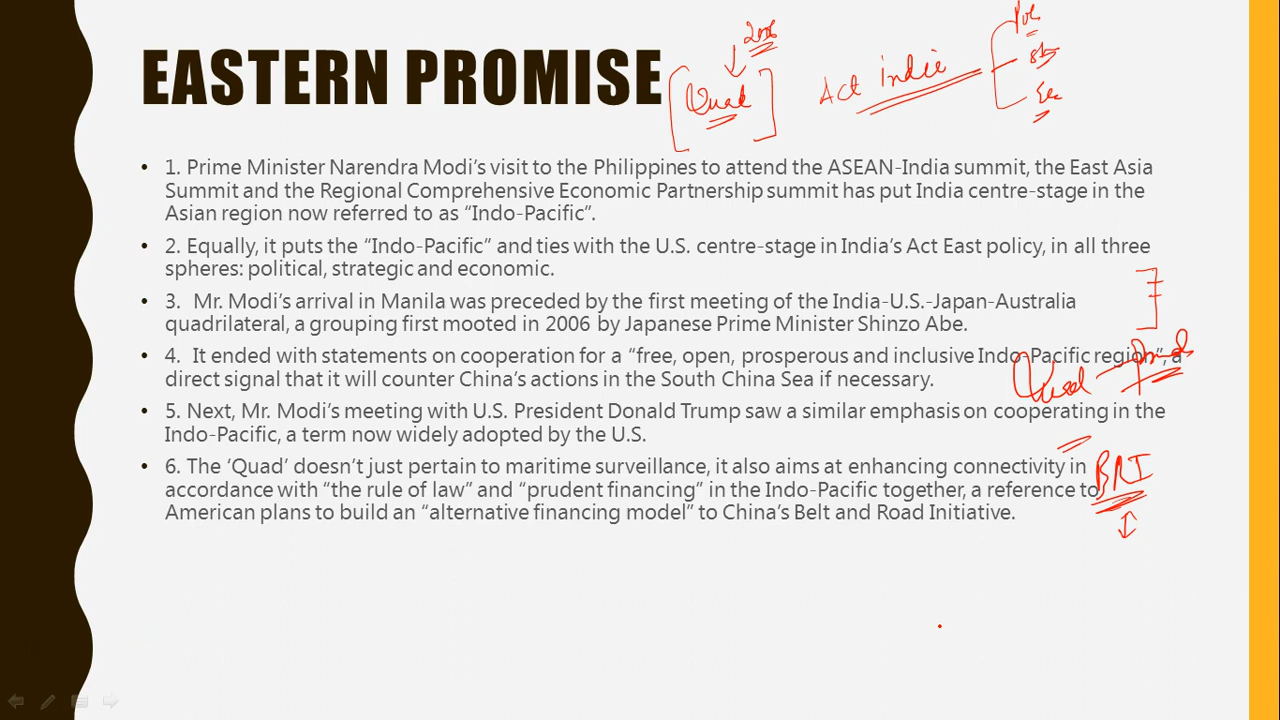 2006
Pol
EASTERN PROMISE
Quad
Act India
Ec
• 1. Prime Minister Narendra Modi’s visit to the Philippines to attend the ASEAN-India summit, the East Asia
Summit and the Regional Comprehensive Economic Partnership summit has put India centre-stage in the
Asian region now referred to as “Indo-Pacific”.
• 2. Equally, it puts the “Indo-Pacific” and ties with the U.S. centre-stage in India’s Act East policy, in all three
spheres: political, strategic and economic.
• 3. Mr. Modi’s arrival in Manila was preceded by the first meeting of the India-U.S.-Japan-Australia
quadrilateral, a grouping first mooted in 2006 by Japanese Prime Minister Shinzo Abe.
• 4. It ended with statements on cooperation for a “free, open, prosperous and inclusive Indo-Pacific region”, a
direct signal that it will counter China’s actions in the South China Sea if necessary.
Quad
• 5. Next, Mr. Modi’s meeting with U.S. President Donald Trump saw a similar emphasis on cooperating in the
Indo-Pacific, a term now widely adopted by the U.S.
• 6. The ‘Quad’ doesn’t just pertain to maritime surveillance, it also aims at enhancing connectivity in
BRI
accordance with “the rule of law” and “prudent financing” in the Indo-Pacific together, a reference to
American plans to build an “alternative financing model” to China’s Belt and Road Initiative.